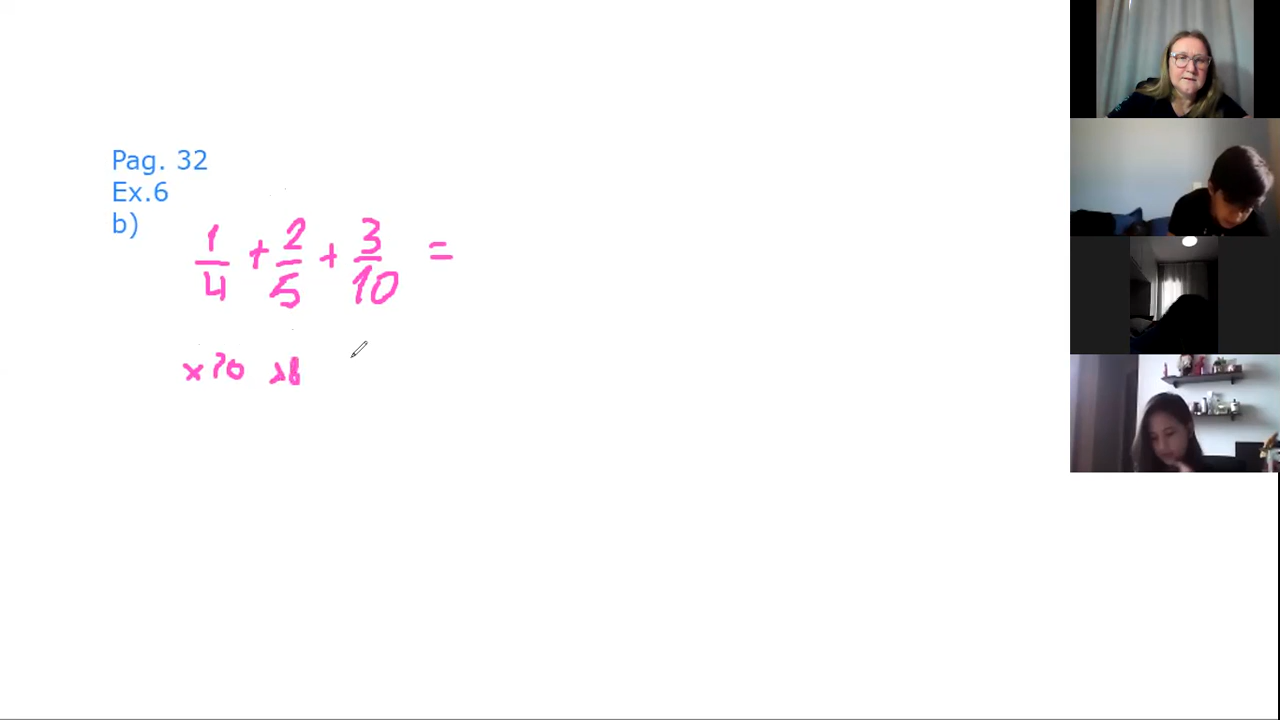 Pag. 32
Ex.6
b) 1/4 + 2/5 + 3/10 =